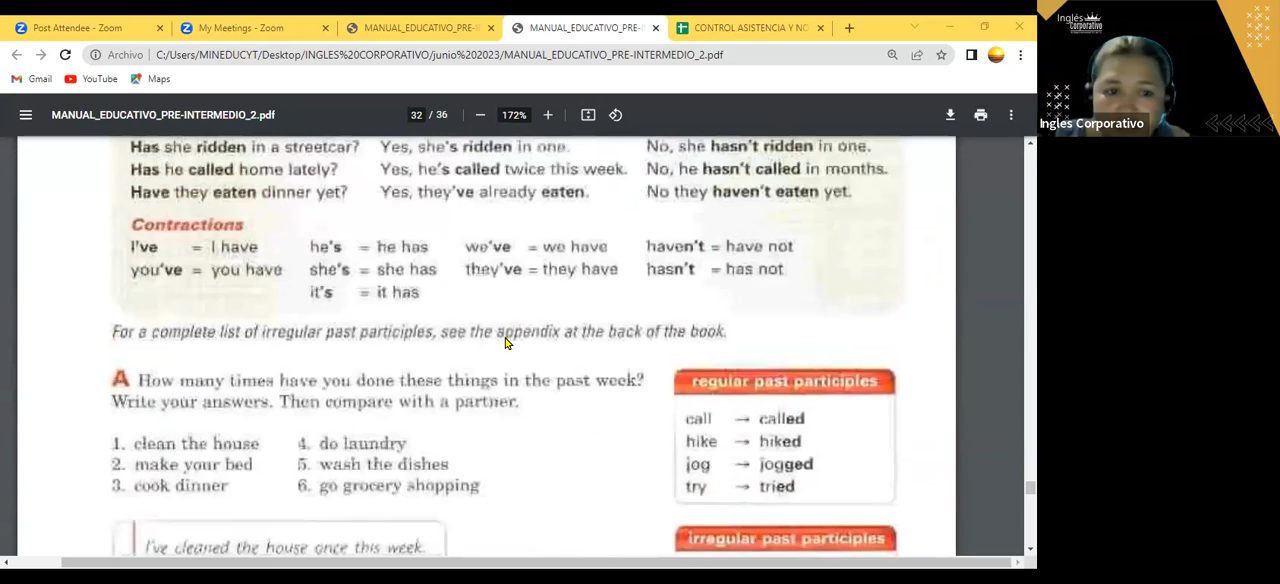 Post Attendee - Zoom
My Meetings - Zoom
MANUAL_EDUCATIVO_PRE-I
MANUAL_EDUCATIVO_PRE-
CONTROL ASISTENCIA Y NO
Archivo
C:/Users/MINEDUCYT/Desktop/INGLES%20CORPORATIVO/junio%202023/MANUAL_EDUCATIVO_PRE-INTERMEDIO_2.pdf
Gmail
YouTube
Maps
MANUAL_EDUCATIVO_PRE-INTERMEDIO_2.pdf
32 / 36
172%
Has she ridden in a streetcar? Yes, she's ridden in one. No, she hasn't ridden in one.
Has he called home lately? Yes, he's called twice this week. No, he hasn't called in months.
Have they eaten dinner yet? Yes, they've already eaten. No they haven't eaten yet.
Contractions
I've = I have he's = he has we've = we have haven't = have not
you've = you have she's = she has they've = they have hasn't = has not
it's = it has
For a complete list of irregular past participles, see the appendix at the back of the book.
A How many times have you done these things in the past week?
Write your answers. Then compare with a partner.
1. clean the house 4. do laundry
2. make your bed 5. wash the dishes
3. cook dinner 6. go grocery shopping
I've cleaned the house once this week.
regular past participles
call → called
hike → hiked
jog → jogged
try → tried
irregular past participles
Inglés
Ingles Corporativo